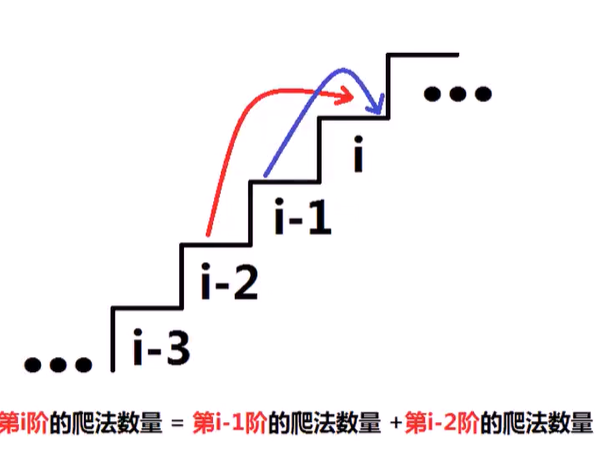 i
i-1
i-2
i-3
第i阶的爬法数量 = 第i-1阶的爬法数量 +第i-2阶的爬法数量